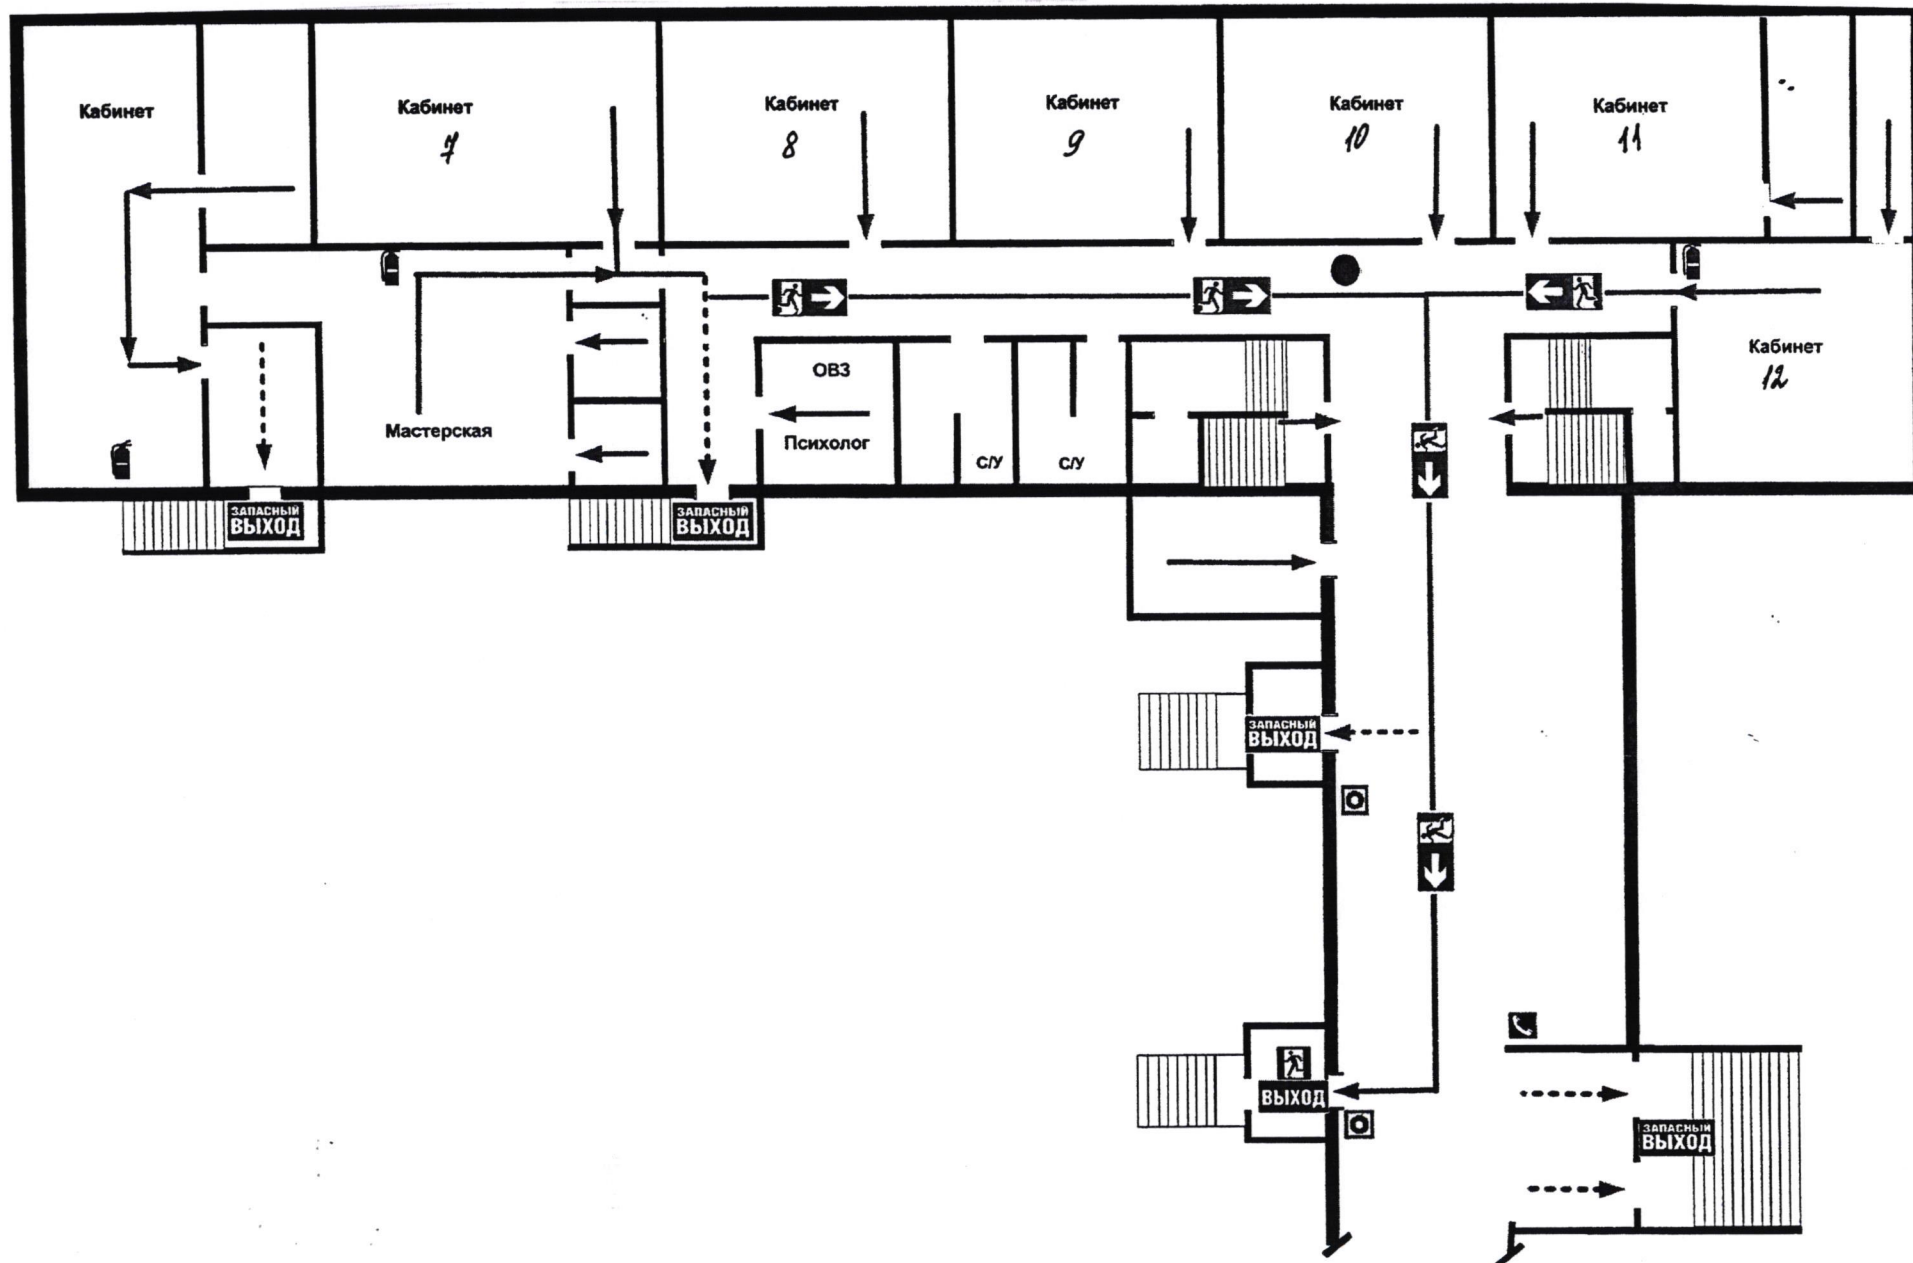 Кабинет
Кабинет
7
Кабинет
8
Кабинет
9
Кабинет
10
Кабинет
11
Кабинет
12
ОВЗ
Психолог
С/У
С/У
Мастерская
ЗАПАСНЫЙ
ВЫХОД
ЗАПАСНЫЙ
ВЫХОД
ЗАПАСНЫЙ
ВЫХОД
ВЫХОД
ЗАПАСНЫЙ
ВЫХОД